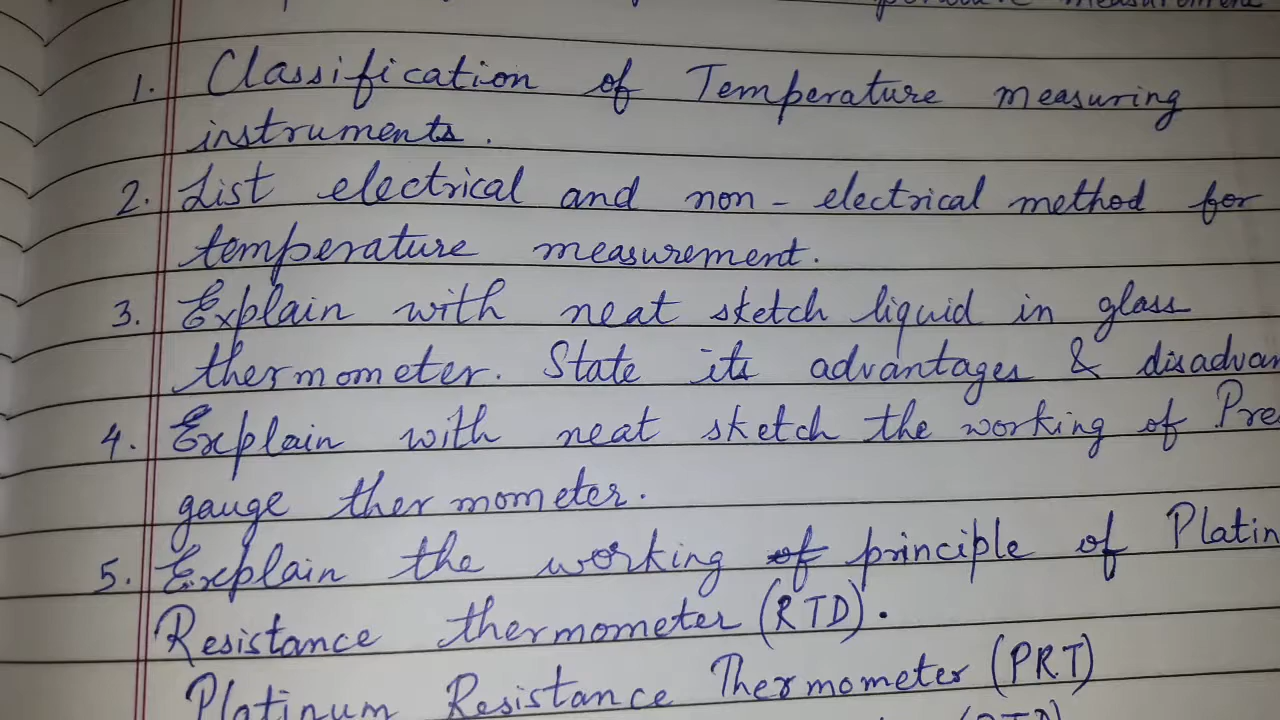 measurement
1. Classification of Temperature measuring
instruments.
2. List electrical and non-electrical method for
temperature measurement.
3. Explain with neat sketch liquid in glass
thermometer. State its advantages & disadvan
4. Explain with neat sketch the working of Pre
gauge thermometer.
5. Explain the working of principle of Platin
Resistance thermometer (RTD).
Platinum Resistance Thermometer (PRT)
(RTD)